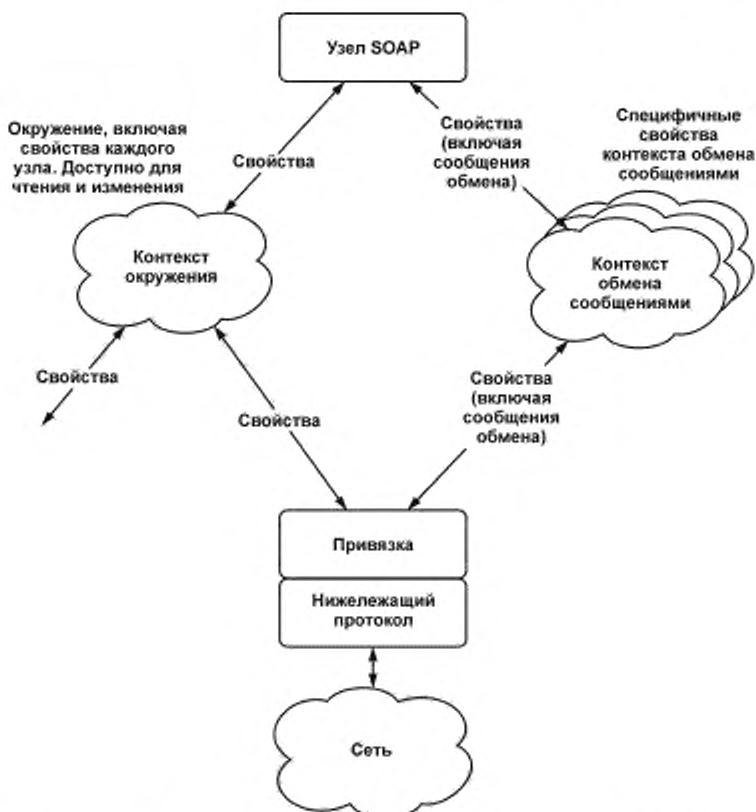 Узел SOAP
Окружение, включая
свойства каждого
узла. Доступно для
чтения и изменения
Свойства
Свойства
(включая
сообщения
обмена)
Специфичные
свойства
контекста обмена
сообщениями
Контекст
окружения
Контекст
обмена
сообщениями
Свойства
Свойства
Свойства
(включая
сообщения
обмена)
Привязка
Нижележащий
протокол
Сеть